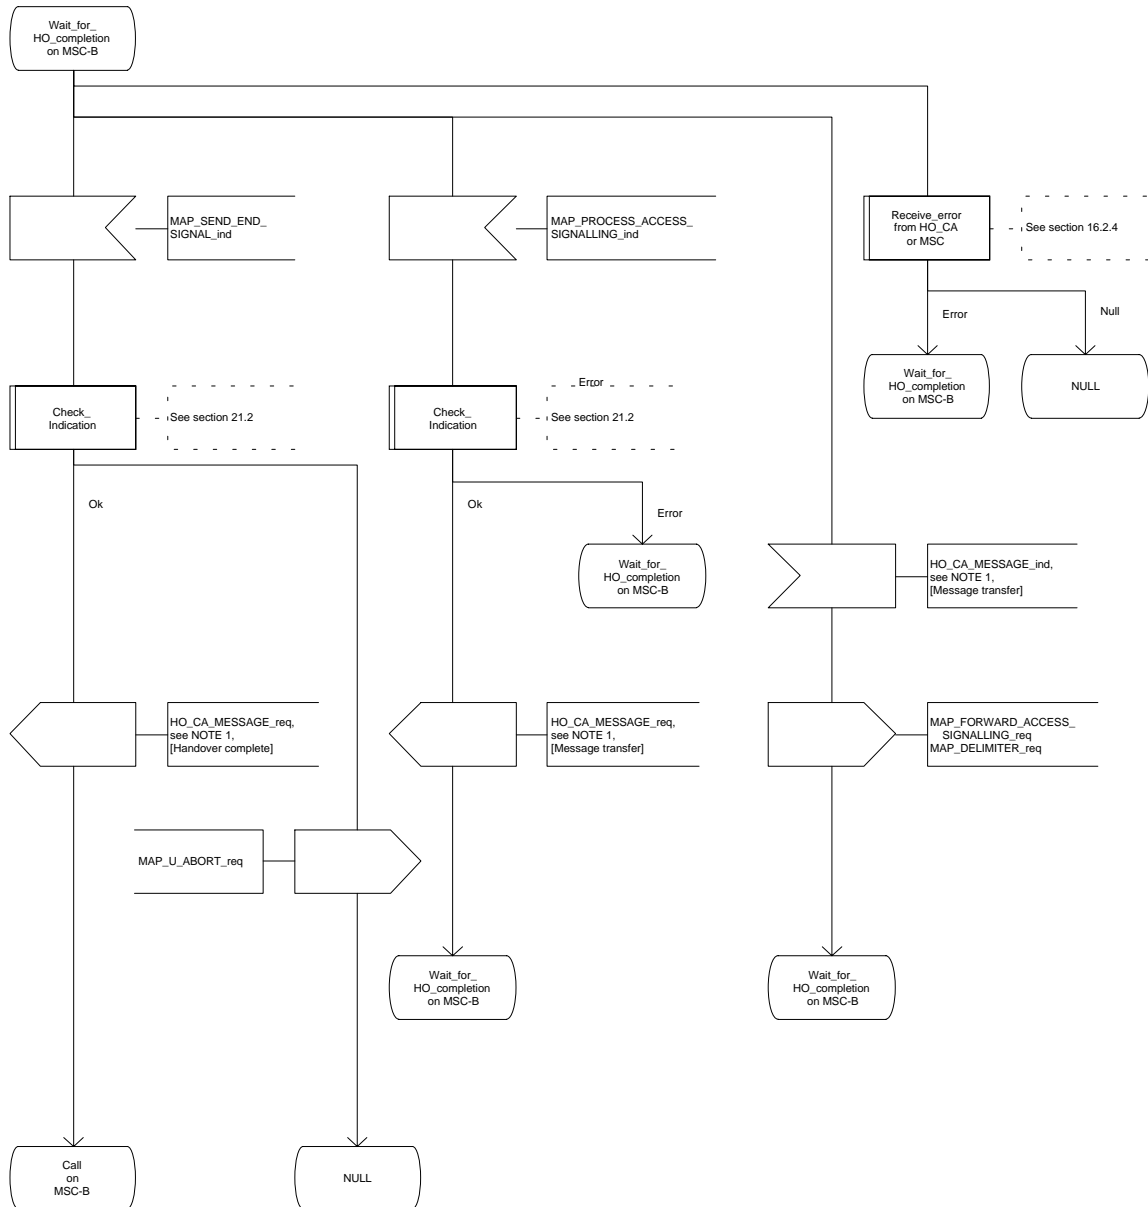 Wait_for_
HO_completion
on MSC-B
MAP_SEND_END_
SIGNAL_ind
MAP_PROCESS_ACCESS_
SIGNALLING_ind
Receive_error
from HO_CA
or MSC
See section 16.2.4
Error
Null
Wait_for_
HO_completion
on MSC-B
NULL
Check_
Indication
See section 21.2
Error
Check_
Indication
See section 21.2
Ok
Ok
Error
Wait_for_
HO_completion
on MSC-B
HO_CA_MESSAGE_ind,
see NOTE 1,
[Message transfer]
HO_CA_MESSAGE_req,
see NOTE 1,
[Handover complete]
HO_CA_MESSAGE_req,
see NOTE 1,
[Message transfer]
MAP_FORWARD_ACCESS_
SIGNALLING_req
MAP_DELIMITER_req
MAP_U_ABORT_req
Wait_for_
HO_completion
on MSC-B
Wait_for_
HO_completion
on MSC-B
Call
on
MSC-B
NULL